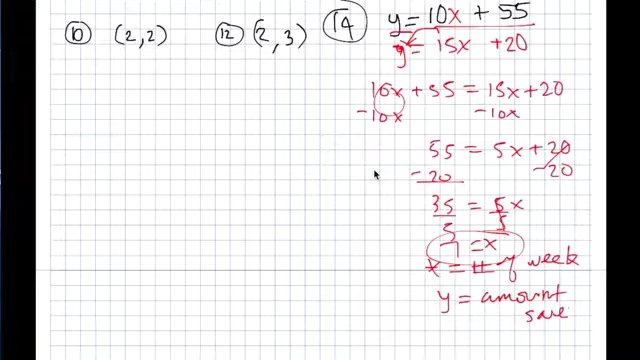 10 (2,2) 12 (2,3) 14
y = 10x + 55
y = 15x + 20
10x + 55 = 15x + 20
-10x -10x
55 = 5x + 20
-20 -20
35 = 5x
5 5
7 = x
x = # of week
y = amount
save